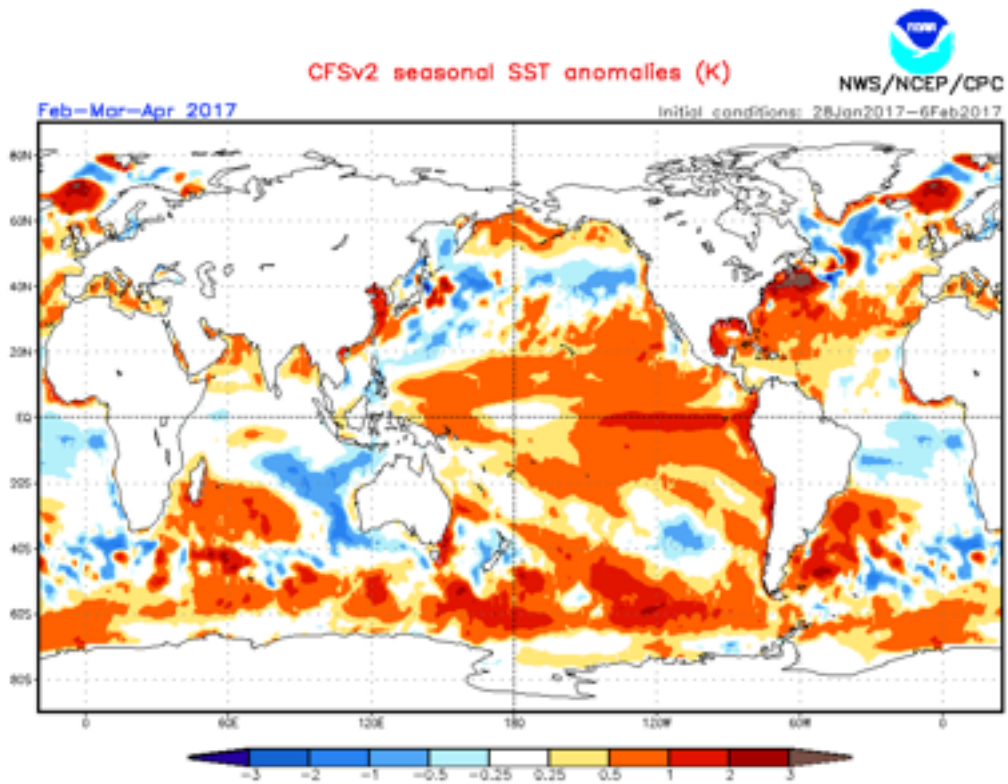 NOAA
CFSv2 seasonal SST anomalies (K)
NWS/NCEP/CPC
Feb-Mar-Apr 2017
Initial conditions: 28Jan2017-6Feb2017
80N
60N
40N
20N
EQ
20S
40S
60S
80S
0 60E 120E 180 120W 60W 0
-3 -2 -1 -0.5 -0.25 0.25 0.5 1 2 3